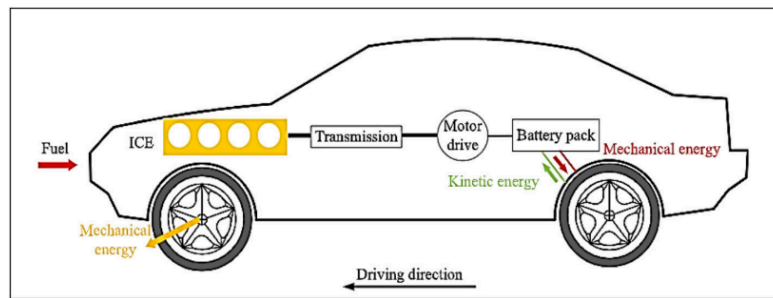 Fuel
ICE
Transmission
Motor
drive
Battery pack
Mechanical energy
Kinetic energy
Mechanical
energy
Driving direction